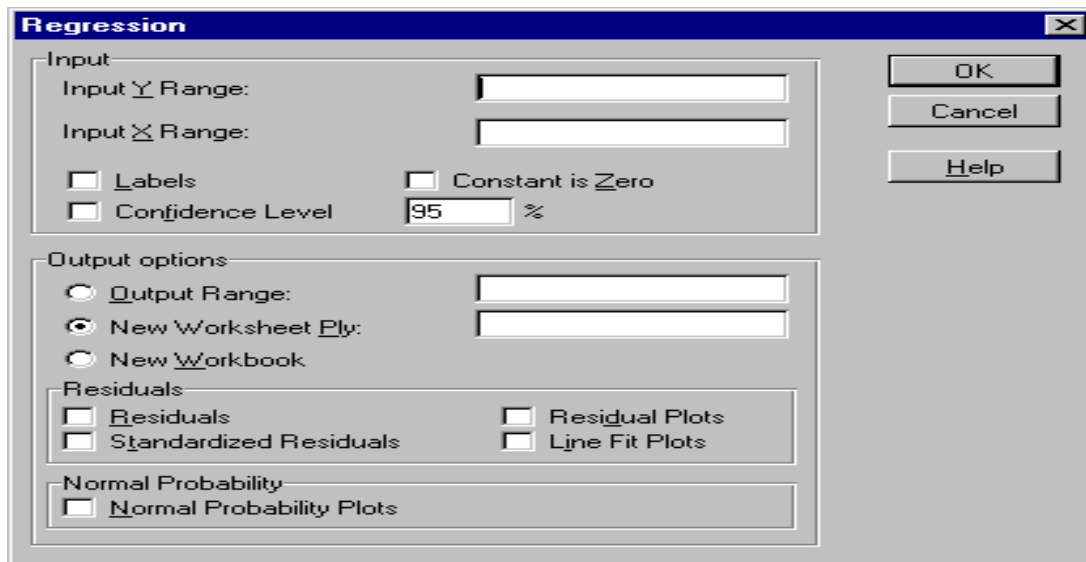 Regression
Input
Input Y Range:
Input X Range:
Labels
Constant is Zero
Confidence Level
95 %
OK
Cancel
Help
Output options
Output Range:
New Worksheet Ply:
New Workbook
Residuals
Residuals
Residual Plots
Standardized Residuals
Line Fit Plots
Normal Probability
Normal Probability Plots